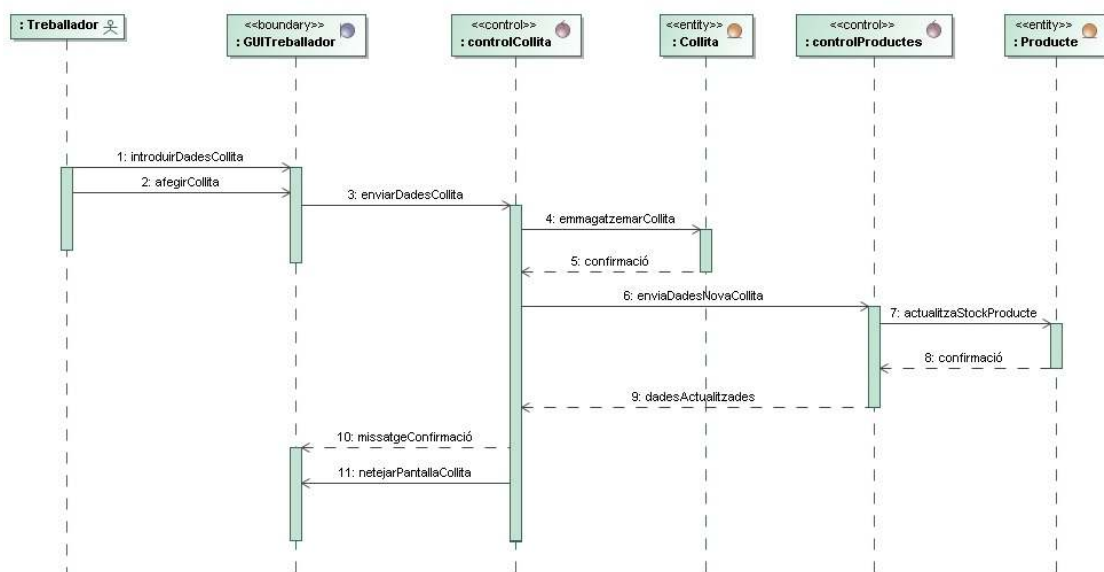 : Treballador
<<boundary>>
: GUITreballador
<<control>>
: controlCollita
<<entity>>
: Collita
<<control>>
: controlProductes
<<entity>>
: Producte
1: introduirDadesCollita
2: afegirCollita
3: enviarDadesCollita
4: emmagatzemarCollita
5: confirmació
6: enviaDadesNovaCollita
7: actualitzaStockProducte
8: confirmació
9: dadesActualitzades
10: missatgeConfirmació
11: netejarPantallaCollita